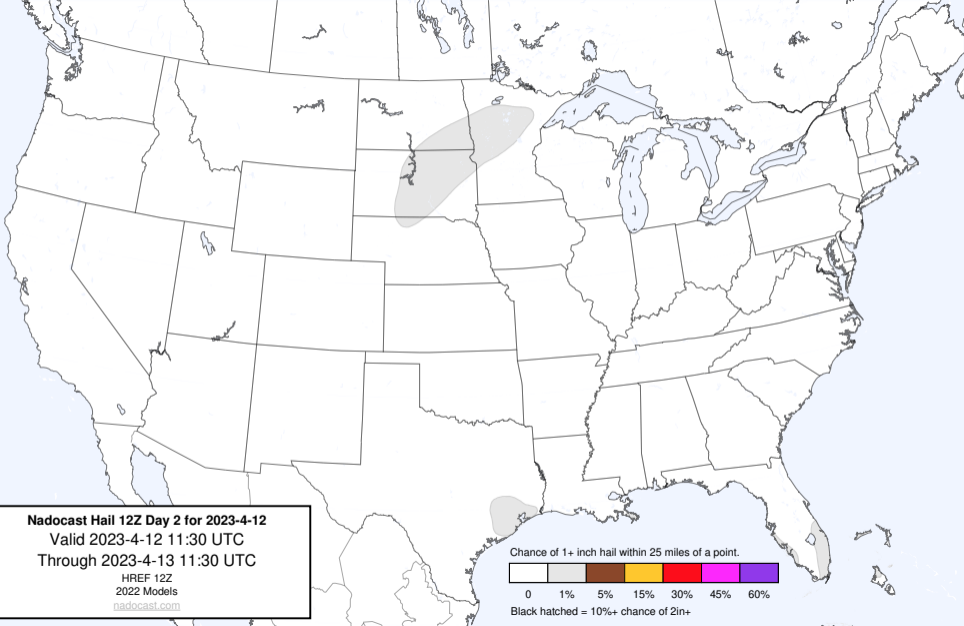 Nadocast Hail 12Z Day 2 for 2023-4-12
Valid 2023-4-12 11:30 UTC
Through 2023-4-13 11:30 UTC
HREF 12Z
2022 Models
nadocast.com
Chance of 1+ inch hail within 25 miles of a point.
0 1% 5% 15% 30% 45% 60%
Black hatched = 10%+ chance of 2in+